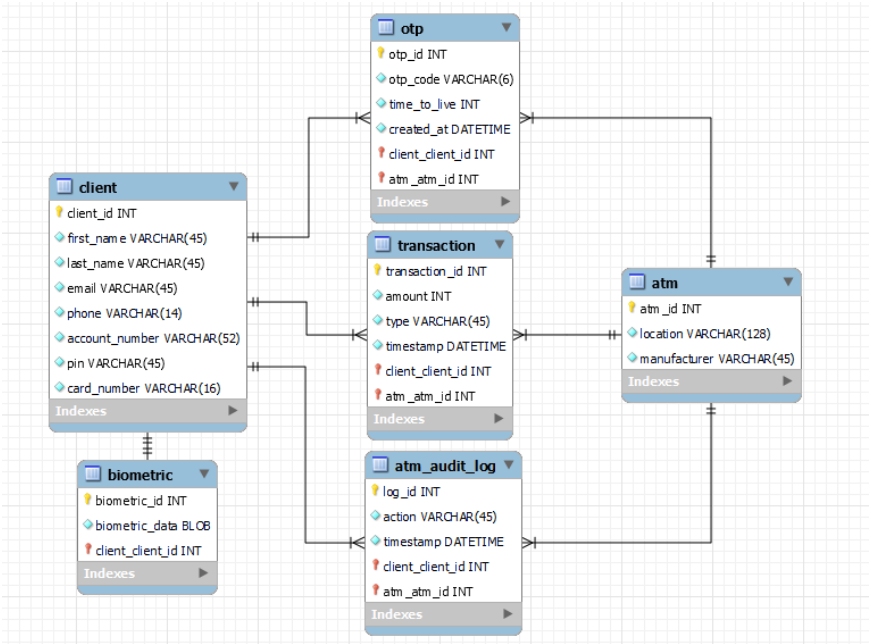 otp
otp_id INT
otp_code VARCHAR(6)
time_to_live INT
created_at DATETIME
client_client_id INT
atm_atm_id INT
Indexes
client
client_id INT
first_name VARCHAR(45)
last_name VARCHAR(45)
email VARCHAR(45)
phone VARCHAR(14)
account_number VARCHAR(52)
pin VARCHAR(45)
card_number VARCHAR(16)
Indexes
transaction
transaction_id INT
amount INT
type VARCHAR(45)
timestamp DATETIME
client_client_id INT
atm_atm_id INT
Indexes
atm
atm_id INT
location VARCHAR(128)
manufacturer VARCHAR(45)
Indexes
biometric
biometric_id INT
biometric_data BLOB
client_client_id INT
Indexes
atm_audit_log
log_id INT
action VARCHAR(45)
timestamp DATETIME
client_client_id INT
atm_atm_id INT
Indexes